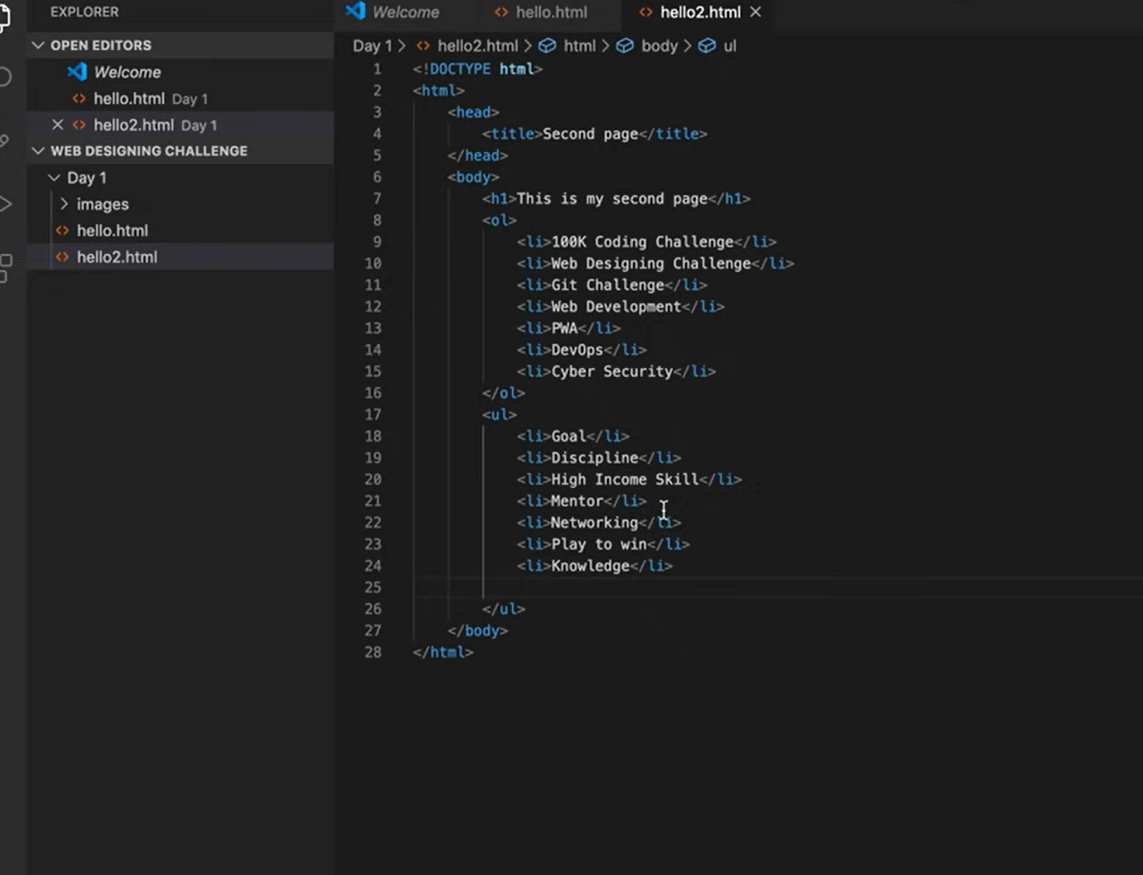 EXPLORER
OPEN EDITORS
Welcome
hello.html Day 1
hello2.html Day 1
WEB DESIGNING CHALLENGE
Day 1
images
hello.html
hello2.html
Welcome hello.html hello2.html
Day 1 > hello2.html > html > body > ul
1 <!DOCTYPE html>
2 <html>
3 <head>
4 <title>Second page</title>
5 </head>
6 <body>
7 <h1>This is my second page</h1>
8 <ol>
9 <li>100K Coding Challenge</li>
10 <li>Web Designing Challenge</li>
11 <li>Git Challenge</li>
12 <li>Web Development</li>
13 <li>PWA</li>
14 <li>DevOps</li>
15 <li>Cyber Security</li>
16 </ol>
17 <ul>
18 <li>Goal</li>
19 <li>Discipline</li>
20 <li>High Income Skill</li>
21 <li>Mentor</li>
22 <li>Networking</li>
23 <li>Play to win</li>
24 <li>Knowledge</li>
25
26 </ul>
27 </body>
28 </html>